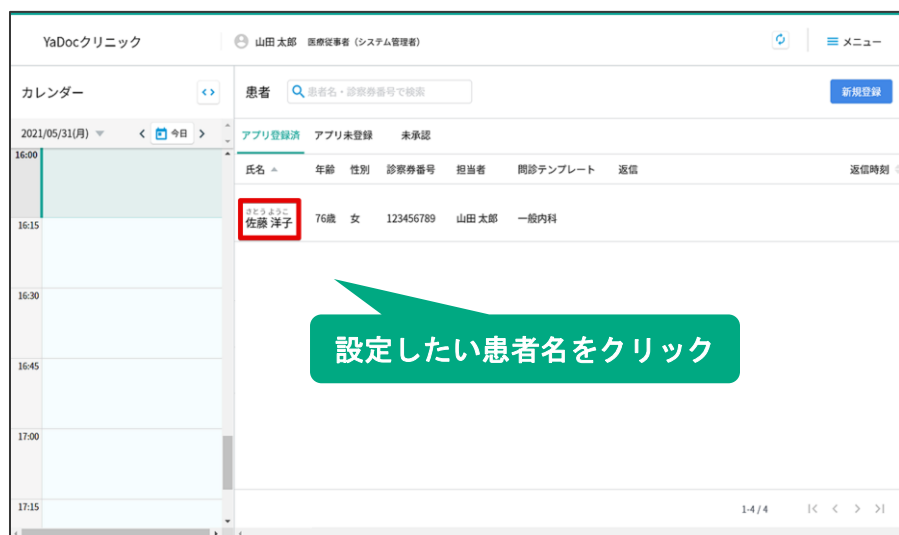 YaDocクリニック 山田 太郎 医療従事者（システム管理者） メニュー
カレンダー
2021/05/31(月) 今日
16:00
16:15
16:30
16:45
17:00
17:15
患者 患者名・診察券番号で検索 新規登録
アプリ登録済 アプリ未登録 未承認
氏名 年齢 性別 診察券番号 担当者 問診テンプレート 返信 返信時刻
さとう ようこ
佐藤 洋子 76歳 女 123456789 山田 太郎 一般内科
設定したい患者名をクリック
1-4 / 4